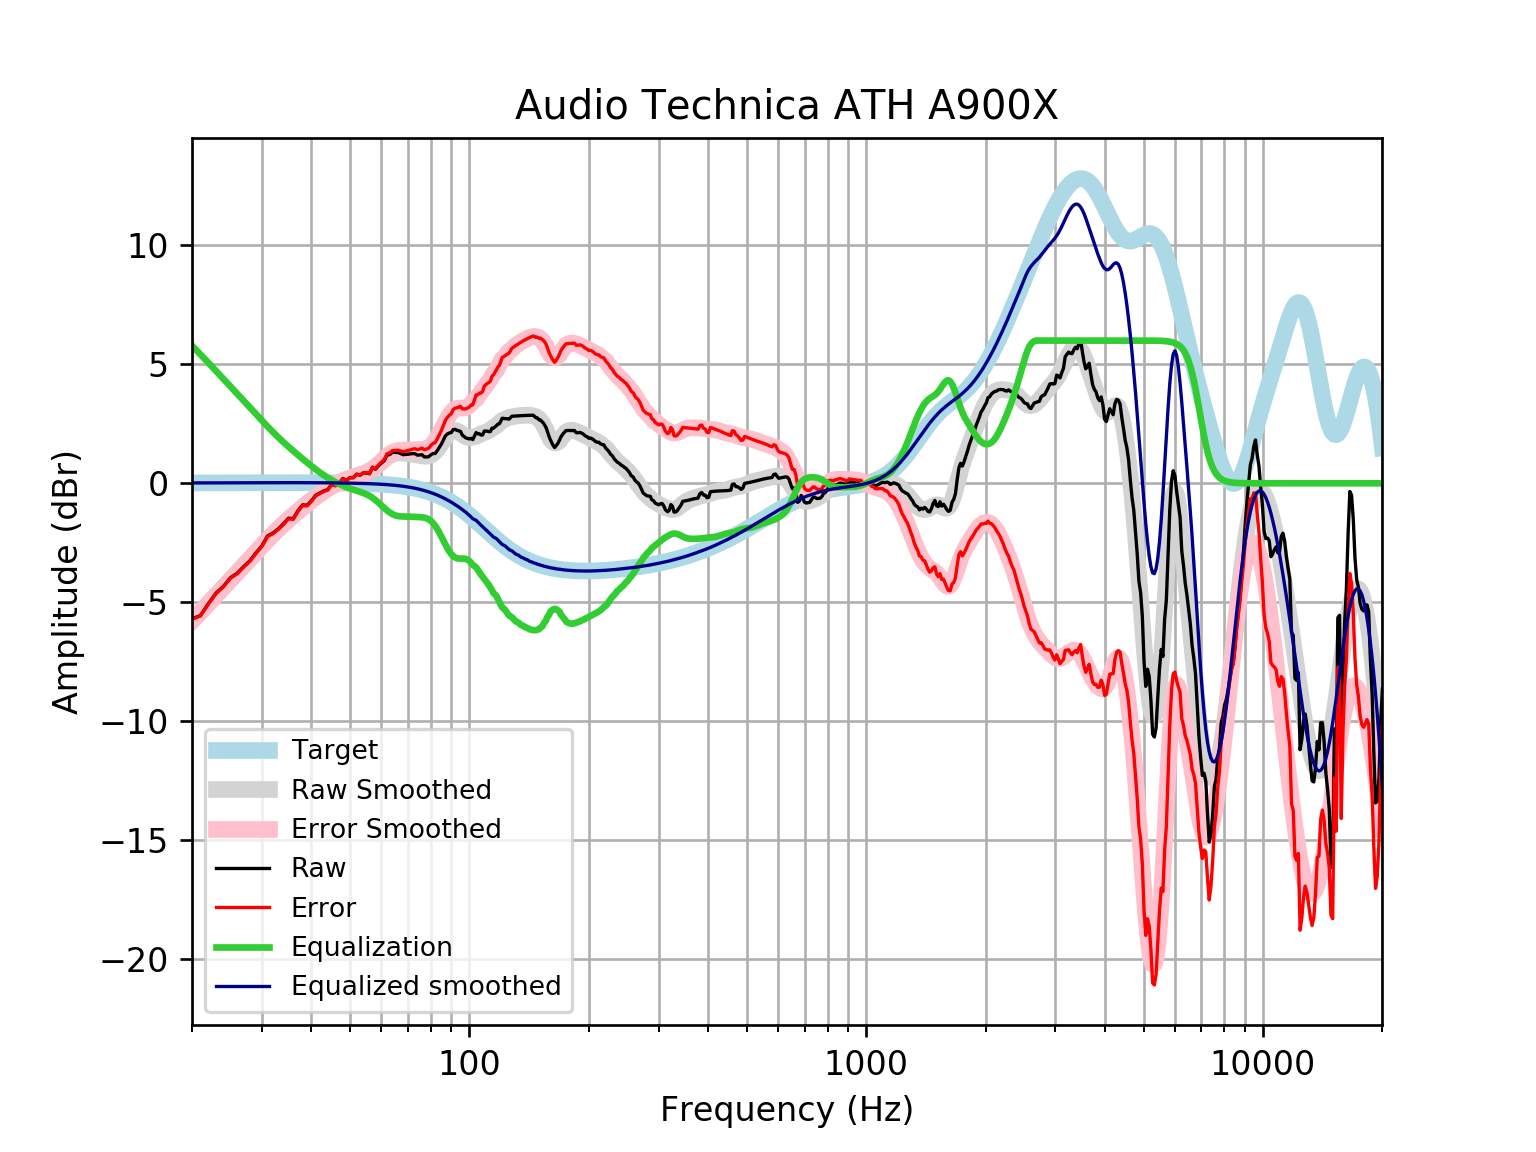 Audio Technica ATH A900X
Amplitude (dBr)
10
5
0
−5
−10
−15
−20
Target
Raw Smoothed
Error Smoothed
Raw
Error
Equalization
Equalized smoothed
100
1000
10000
Frequency (Hz)